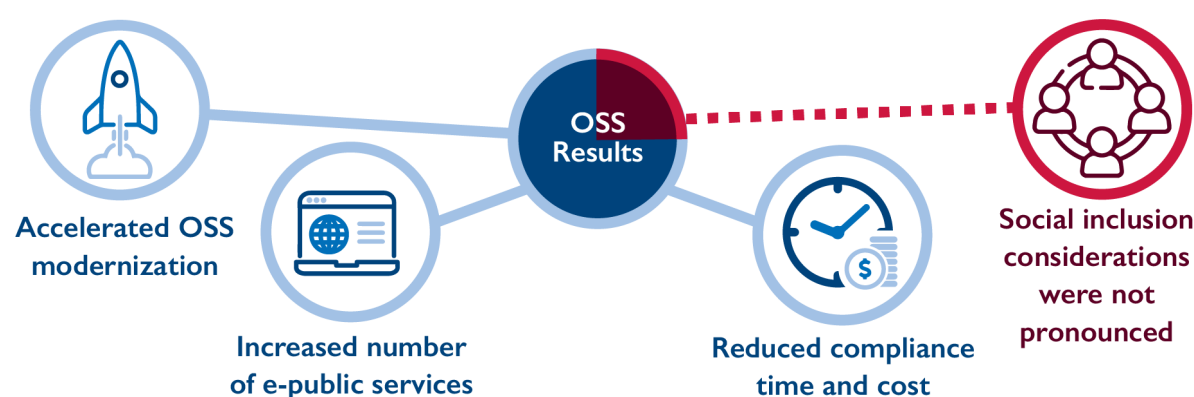 OSS
Results
Accelerated OSS
modernization
Increased number
of e-public services
$
Reduced compliance
time and cost
Social inclusion
considerations
were not
pronounced